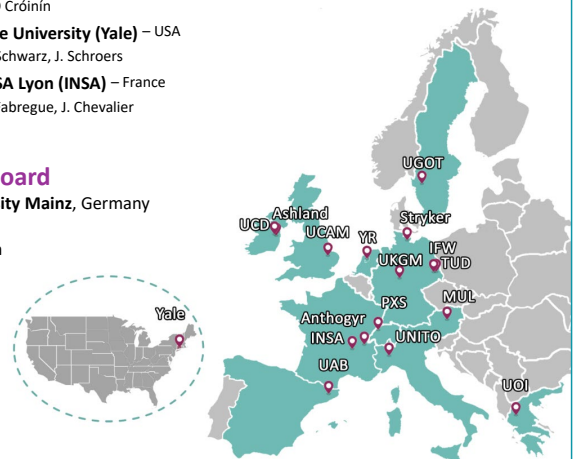 Cróinín
e University (Yale) – USA
Schwarz, J. Schroers
SA Lyon (INSA) – France
Fabregue, J. Chevalier
oard
ity Mainz, Germany
UGOT
Ashland
UCD
UCAM
YR
Stryker
IFW
UKGM
TUD
MUL
PXS
Anthogyr
INSA
UNITO
UAB
UOI
Yale